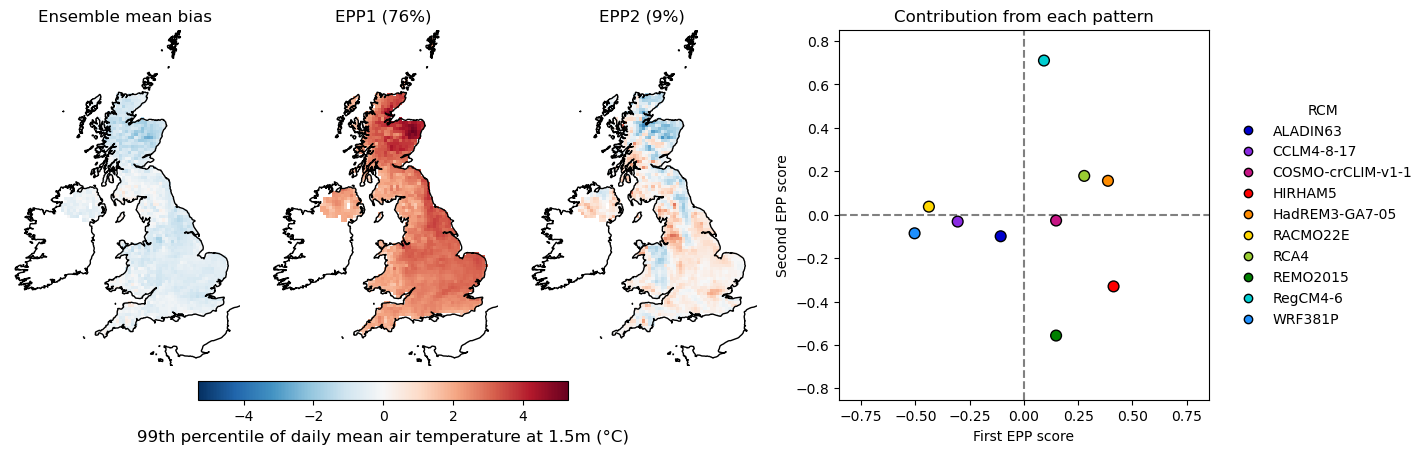 Ensemble mean bias
EPP1 (76%)
EPP2 (9%)
Contribution from each pattern
−4
−2
0
2
4
99th percentile of daily mean air temperature at 1.5m (°C)
Second EPP score
0.8
0.6
0.4
0.2
0.0
−0.2
−0.4
−0.6
−0.8
−0.75
−0.50
−0.25
0.00
0.25
0.50
0.75
First EPP score
RCM
ALADIN63
CCLM4-8-17
COSMO-crCLIM-v1-1
HIRHAM5
HadREM3-GA7-05
RACMO22E
RCA4
REMO2015
RegCM4-6
WRF381P